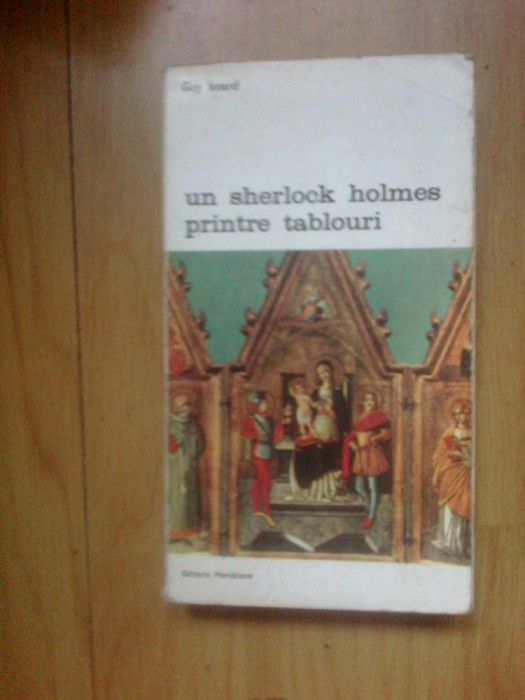 Guy Isnard
un sherlock holmes
printre tablouri
Editura Meridiane